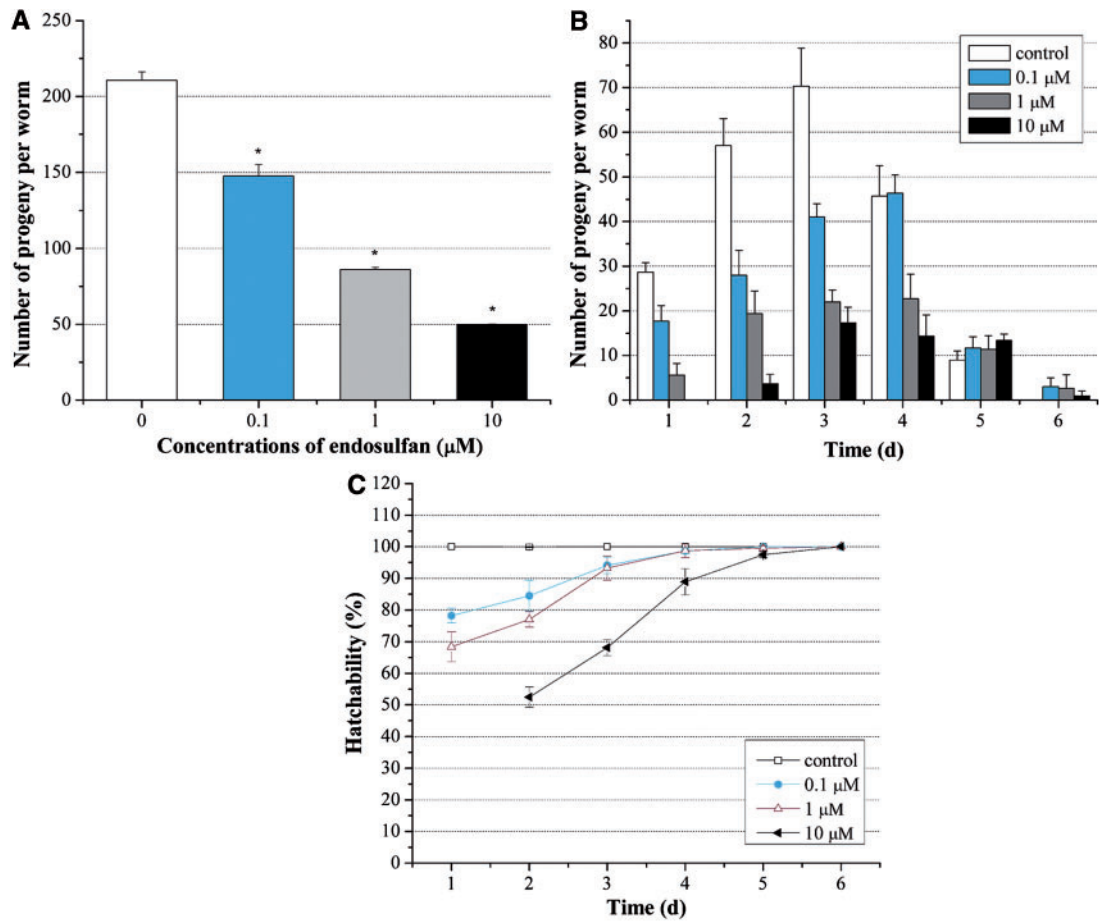 A
250
200
150
100
50
0
Number of progeny per worm
*
*
*
0 0.1 1 10
Concentrations of endosulfan (μM)
B
80
70
60
50
40
30
20
10
0
Number of progeny per worm
control
0.1 μM
1 μM
10 μM
1 2 3 4 5 6
Time (d)
C
120
110
100
90
80
70
60
50
40
30
20
10
0
Hatchability (%)
control
0.1 μM
1 μM
10 μM
1 2 3 4 5 6
Time (d)